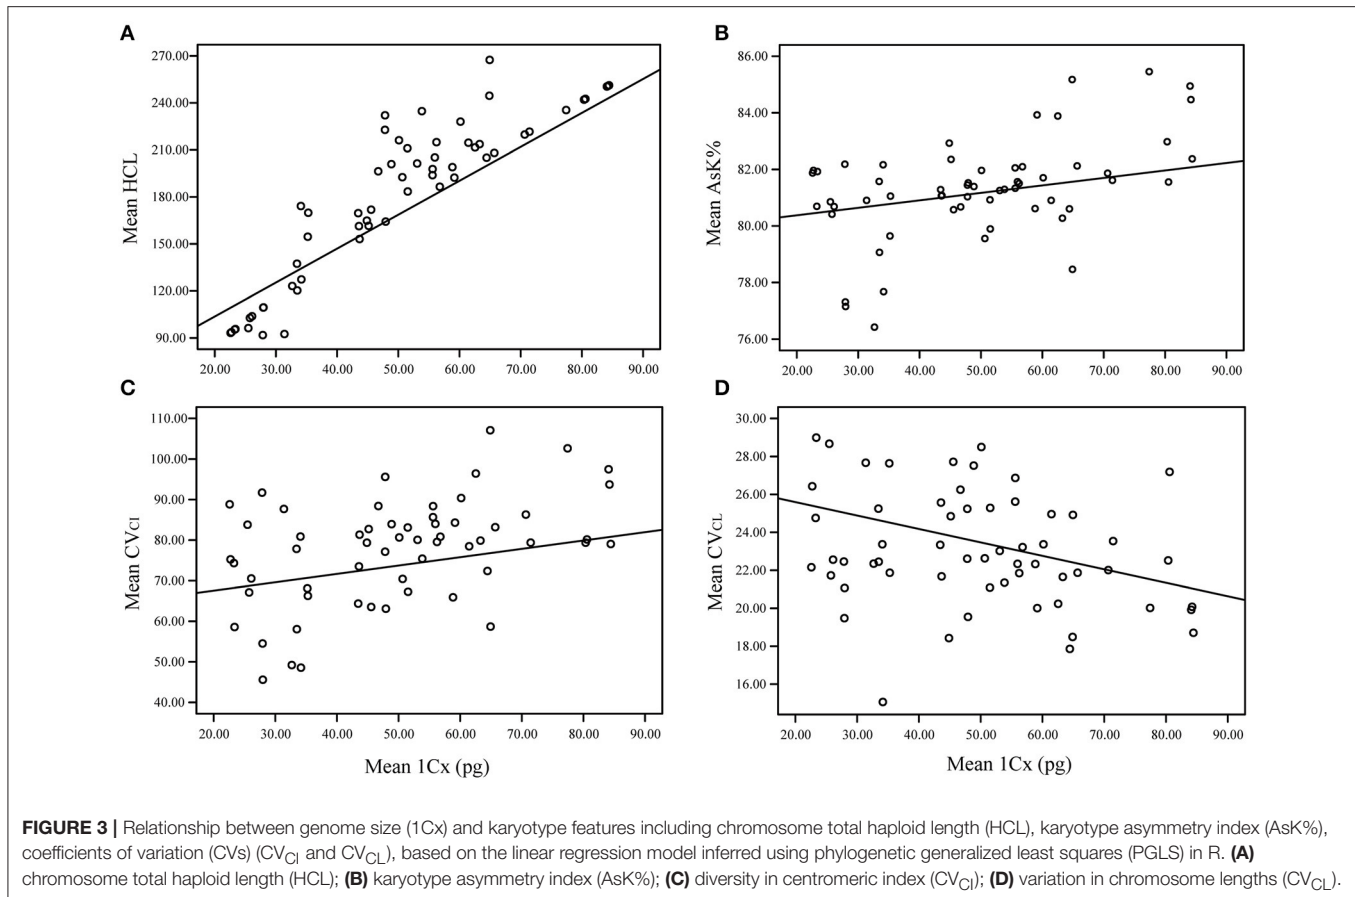 A
270.00
240.00
210.00
180.00
150.00
120.00
90.00
Mean HCL
20.00 30.00 40.00 50.00 60.00 70.00 80.00 90.00
B
86.00
84.00
82.00
80.00
78.00
76.00
Mean AsK%
20.00 30.00 40.00 50.00 60.00 70.00 80.00 90.00
C
110.00
100.00
90.00
80.00
70.00
60.00
50.00
40.00
Mean CVCI
20.00 30.00 40.00 50.00 60.00 70.00 80.00 90.00
Mean 1Cx (pg)
D
30.00
28.00
26.00
24.00
22.00
20.00
18.00
16.00
Mean CVCL
20.00 30.00 40.00 50.00 60.00 70.00 80.00 90.00
Mean 1Cx (pg)
FIGURE 3 | Relationship between genome size (1Cx) and karyotype features including chromosome total haploid length (HCL), karyotype asymmetry index (AsK%),
coefficients of variation (CVs) (CVCI and CVCL), based on the linear regression model inferred using phylogenetic generalized least squares (PGLS) in R. (A)
chromosome total haploid length (HCL); (B) karyotype asymmetry index (AsK%); (C) diversity in centromeric index (CVCI); (D) variation in chromosome lengths (CVCL).